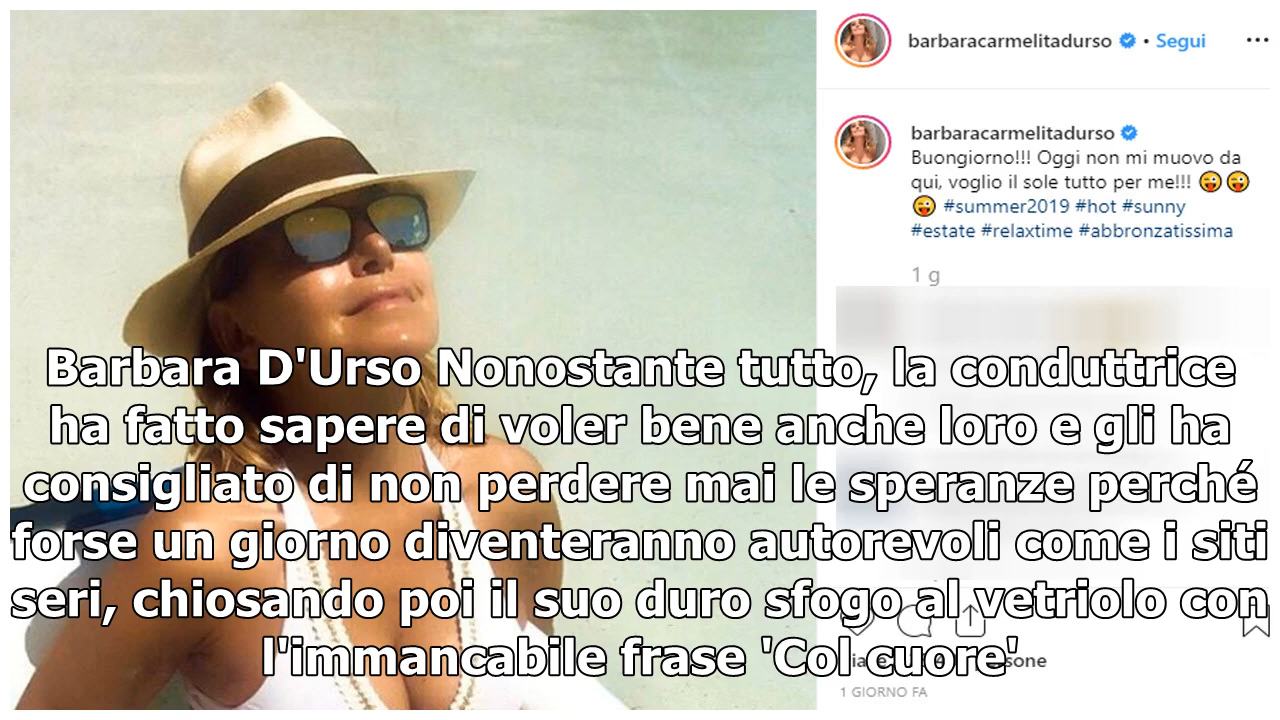 barbaracarmelitadurso • Segui
barbaracarmelitadurso
Buongiorno!!! Oggi non mi muovo da
qui, voglio il sole tutto per me!!! 😜😜
😜 #summer2019 #hot #sunny
#estate #relaxtime #abbronzatissima
1 g
Barbara D'Urso Nonostante tutto, la conduttrice
ha fatto sapere di voler bene anche loro e gli ha
consigliato di non perdere mai le speranze perché
forse un giorno diventeranno autorevoli come i siti
seri, chiosando poi il suo duro sfogo al vetriolo con
l'immancabile frase 'Col cuore'
1 GIORNO FA